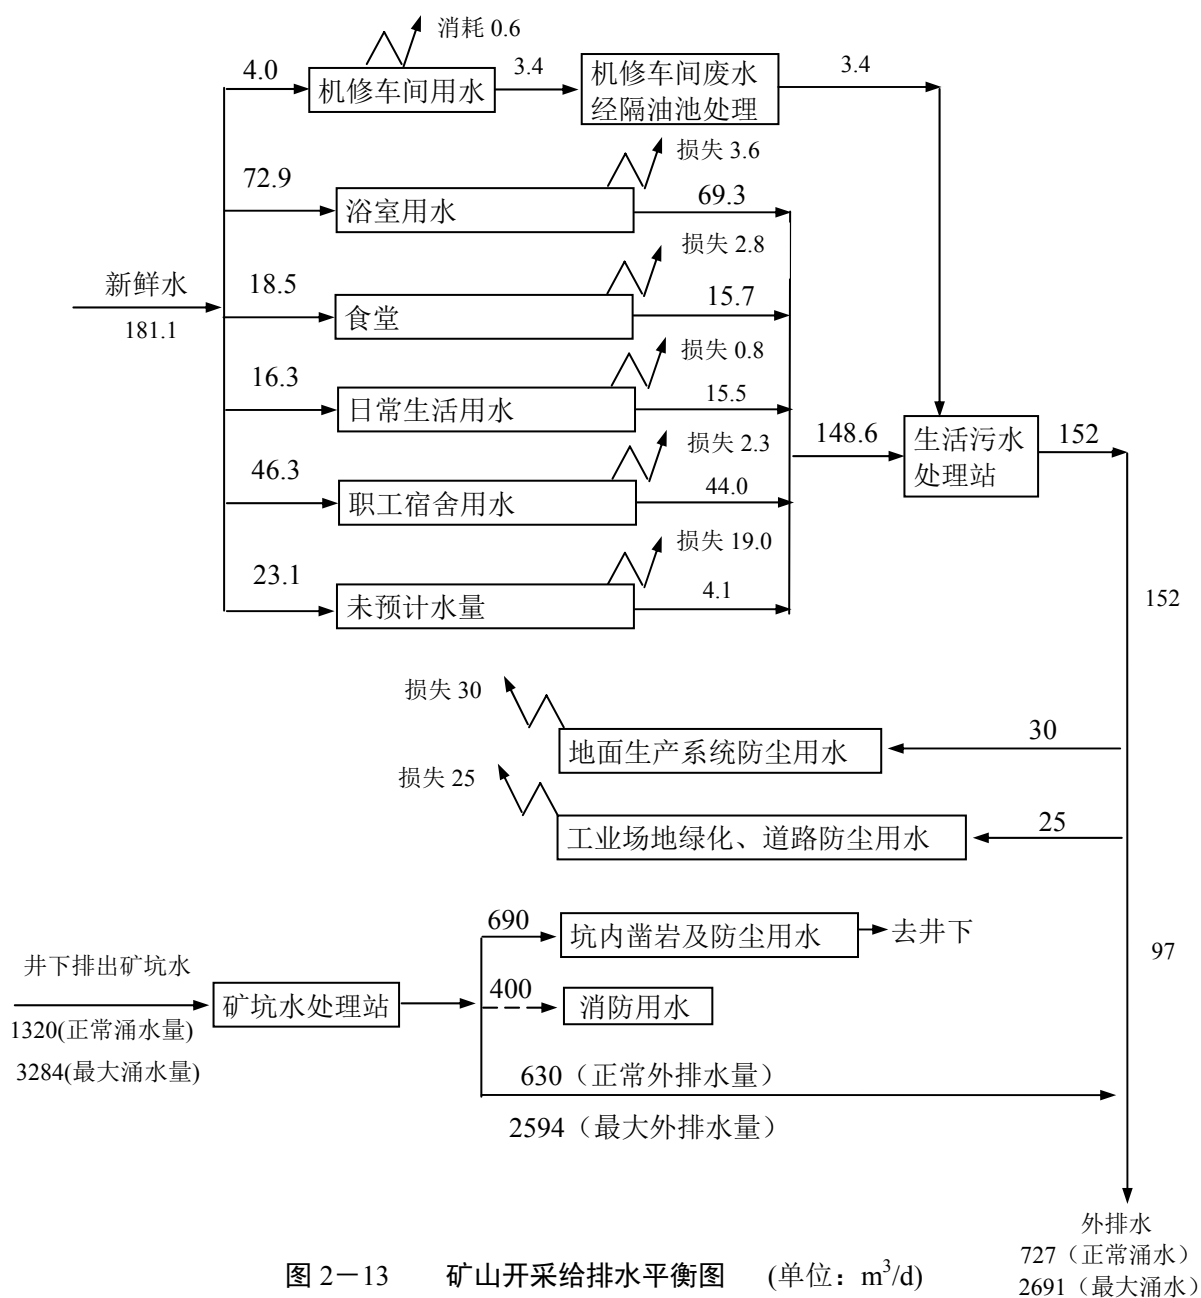 消耗 0.6
4.0
机修车间用水
3.4
机修车间废水
经隔油池处理
3.4
损失 3.6
72.9
浴室用水
69.3
损失 2.8
新鲜水
181.1
18.5
食堂
15.7
损失 0.8
16.3
日常生活用水
15.5
148.6
生活污水
处理站
152
损失 2.3
46.3
职工宿舍用水
44.0
损失 19.0
23.1
未预计水量
4.1
152
损失 30
地面生产系统防尘用水
30
损失 25
工业场地绿化、道路防尘用水
25
690
坑内凿岩及防尘用水
去井下
97
井下排出矿坑水
1320(正常涌水量)
3284(最大涌水量)
矿坑水处理站
400
消防用水
630（正常外排水量）
2594（最大外排水量）
外排水
727（正常涌水）
2691（最大涌水）
图 2－13 矿山开采给排水平衡图 (单位：m³/d)